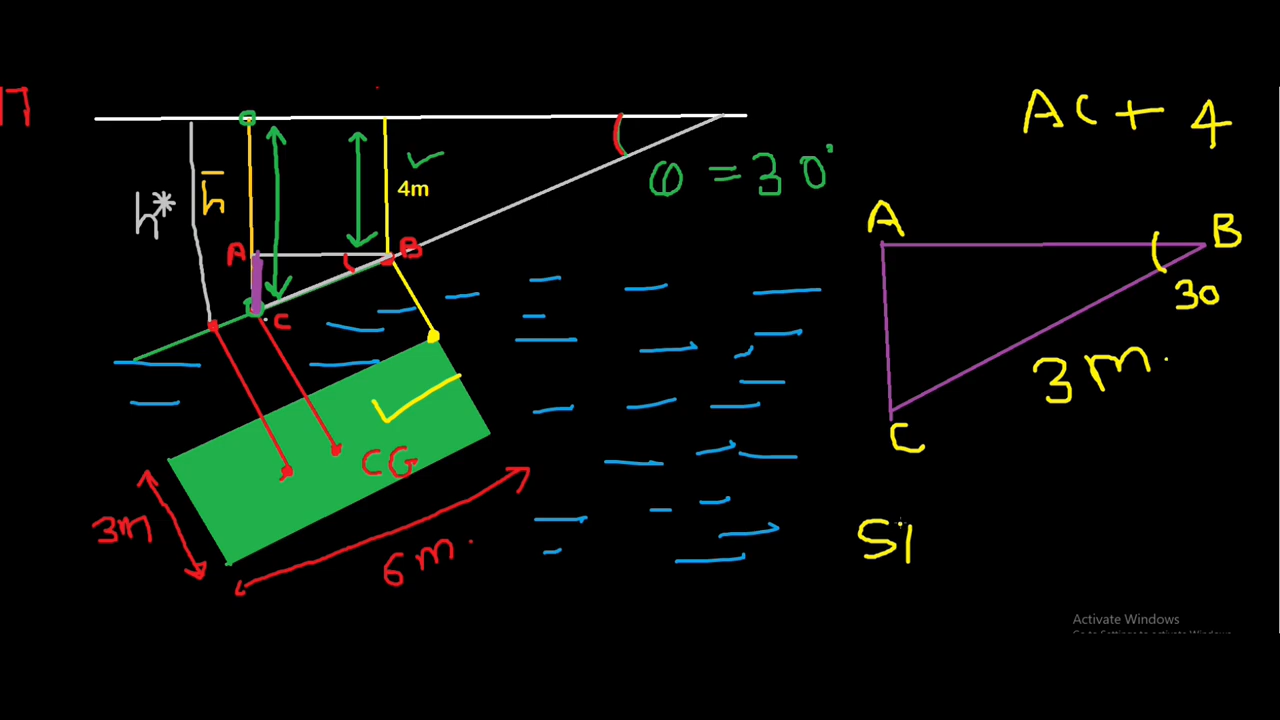 AC + 4
h*
h̄
4m
φ = 30°
A
B
C
A
B
30
3m.
C
CG
3m
6m.
SI
Activate Windows